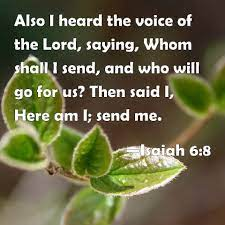 Also I heard the voice of
the Lord, saying, Whom
shall I send, and who will
go for us? Then said I,
Here am I; send me.
—Isaiah 6:8